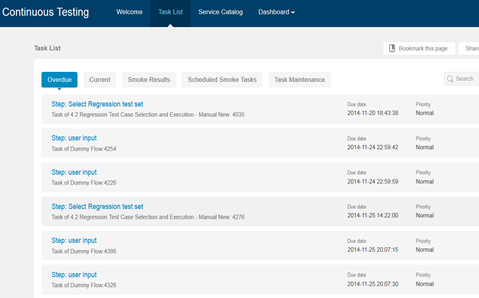 Continuous Testing
Welcome
Task List
Service Catalog
Dashboard
Task List
Bookmark this page
Shar
Overdue
Current
Smoke Results
Scheduled Smoke Tasks
Task Maintenance
Search
Step: Select Regression test set
Task of 4.2 Regression Test Case Selection and Execution - Manual New: 4035
Due date
2014-11-20 18:43:38
Priority
Normal
Step: user input
Task of Dummy Flow:4254
Due date
2014-11-24 22:59:42
Priority
Normal
Step: user input
Task of Dummy Flow:4226
Due date
2014-11-24 22:59:59
Priority
Normal
Step: Select Regression test set
Task of 4.2 Regression Test Case Selection and Execution - Manual New: 4276
Due date
2014-11-25 14:22:00
Priority
Normal
Step: user input
Task of Dummy Flow:4386
Due date
2014-11-25 20:07:15
Priority
Normal
Step: user input
Task of Dummy Flow:4326
Due date
2014-11-25 20:07:30
Priority
Normal